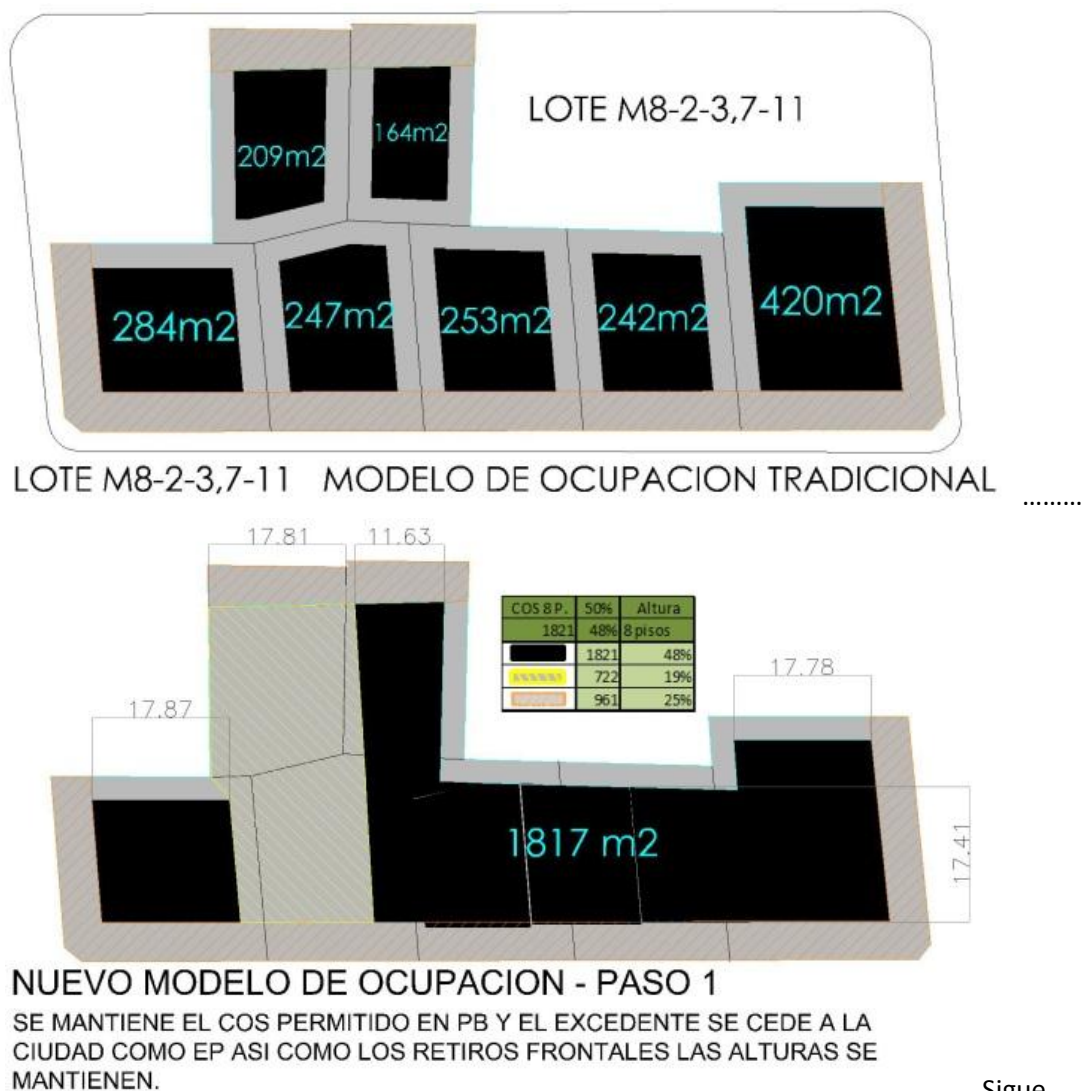 LOTE M8-2-3,7-11
209m2
164m2
284m2
247m2
253m2
242m2
420m2
LOTE M8-2-3,7-11 MODELO DE OCUPACION TRADICIONAL
.........
17.81
11.63
COS 8 P. 50% Altura
1821 48% 8 pisos
1821 48%
722 19%
961 25%
17.78
17.87
1817 m2
17.41
NUEVO MODELO DE OCUPACION - PASO 1
SE MANTIENE EL COS PERMITIDO EN PB Y EL EXCEDENTE SE CEDE A LA
CIUDAD COMO EP ASI COMO LOS RETIROS FRONTALES LAS ALTURAS SE
MANTIENEN.
Sigue